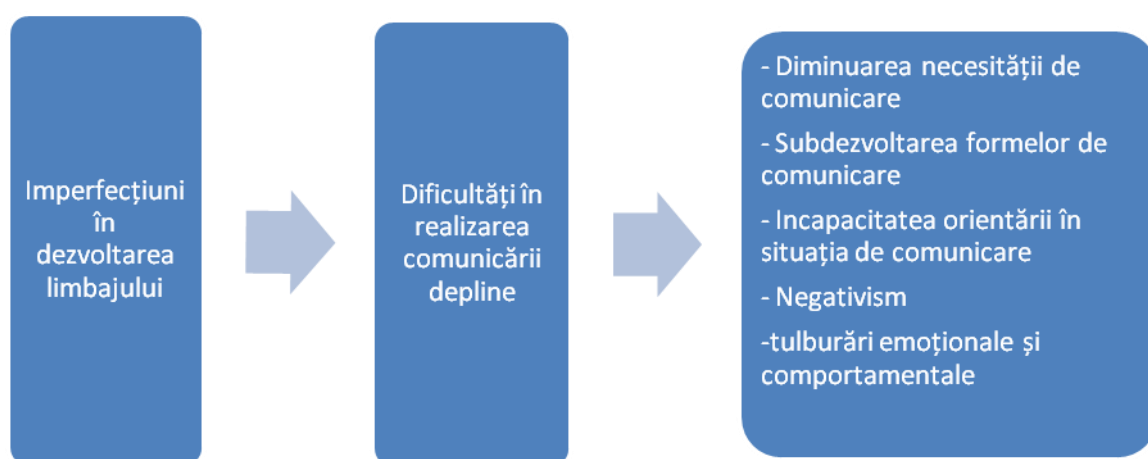 Imperfecțiuni
în
dezvoltarea
limbajului
Dificultăți în
realizarea
comunicării
depline
- Diminuarea necesității de
comunicare
- Subdezvoltarea formelor de
comunicare
- Incapacitatea orientării în
situația de comunicare
- Negativism
-tulburări emoționale și
comportamentale